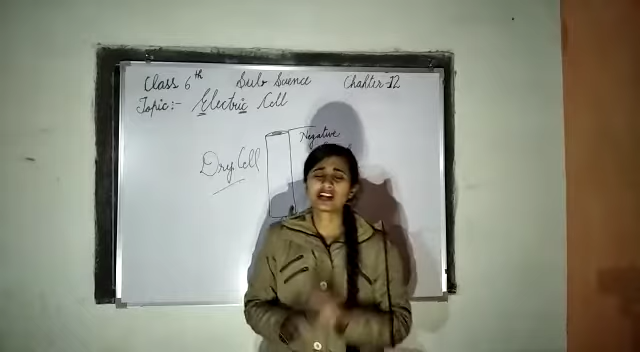 Class 6th Sub Science Chapter 12
Topic:- Electric Cell
Negative
Dry Cell